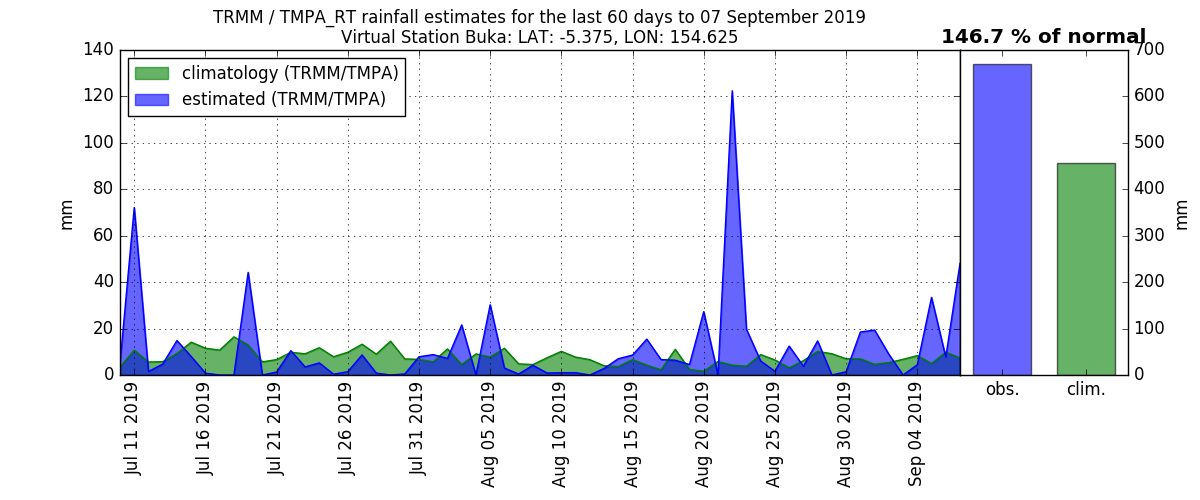 TRMM / TMPA_RT rainfall estimates for the last 60 days to 07 September 2019
Virtual Station Buka: LAT: -5.375, LON: 154.625
146.7 % of normal
climatology (TRMM/TMPA)
estimated (TRMM/TMPA)
140
120
100
80
60
40
20
0
mm
Jul 11 2019
Jul 16 2019
Jul 21 2019
Jul 26 2019
Jul 31 2019
Aug 05 2019
Aug 10 2019
Aug 15 2019
Aug 20 2019
Aug 25 2019
Aug 30 2019
Sep 04 2019
700
600
500
400
300
200
100
0
mm
obs.
clim.